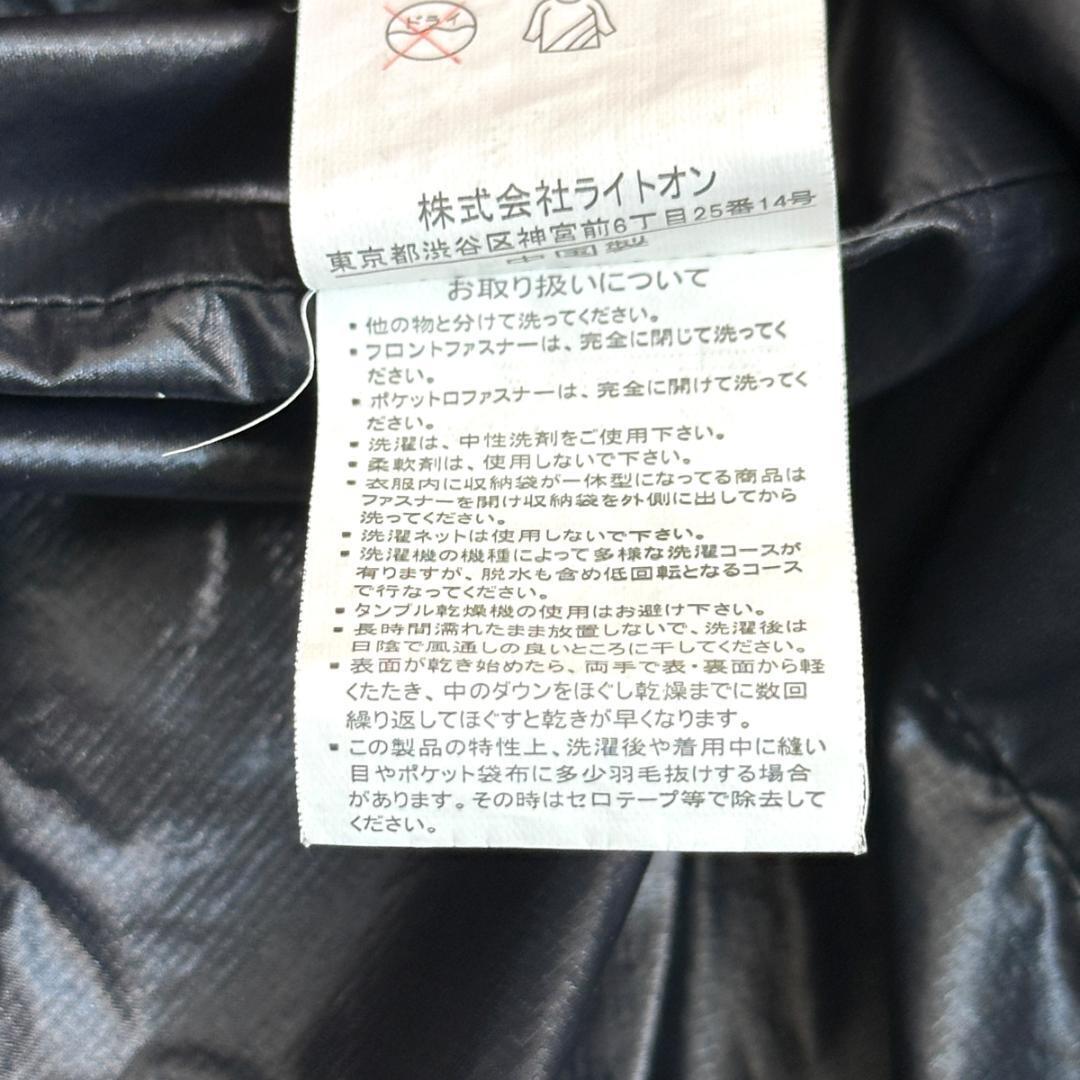 ドライ
株式会社ライトオン
東京都渋谷区神宮前6丁目25番14号
中国製
お取り扱いについて
▪他の物と分けて洗ってください。
▪フロントファスナーは、完全に閉じて洗ってく
ださい。
▪ポケット口ファスナーは、完全に開けて洗ってく
ださい。
▪洗濯は、中性洗剤をご使用下さい。
▪柔軟剤は、使用しないで下さい。
▪衣服内に収納袋が一体型になってる商品は
ファスナーを開け収納袋を外側に出してから
洗ってください。
▪洗濯ネットは使用しないで下さい。
▪洗濯機の機種によって多様な洗濯コースが
有りますが、脱水も含め低回転となるコース
で行なってください。
▪タンブル乾燥機の使用はお避け下さい。
▪長時間濡れたまま放置しないで、洗濯後は
日陰で風通しの良いところに干してください。
▪表面が乾き始めたら、両手で表・裏面から軽
くたたき、中のダウンをほぐし乾燥までに数回
繰り返してほぐすと乾きが早くなります。
▪この製品の特性上、洗濯後や着用中に縫い
目やポケット袋布に多少羽毛抜けする場合
があります。その時はセロテープ等で除去して
ください。